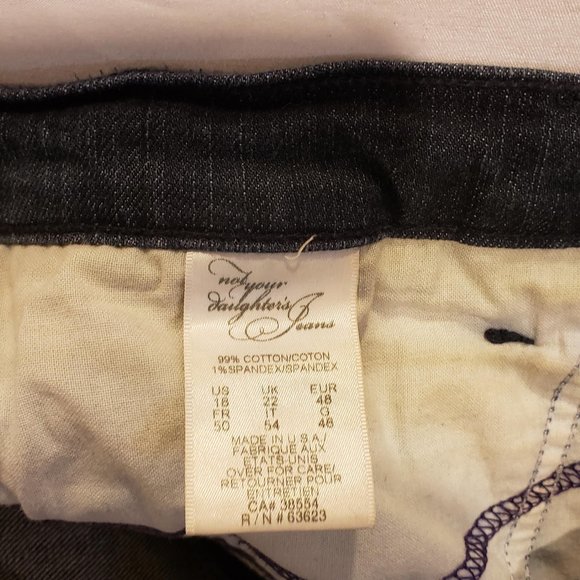 not your
daughter's Jeans
99% COTTON/COTON
1%SPANDEX/SPANDEX
US UK EUR
18 22 48
FR IT G
50 54 48
MADE IN U.S.A./
FABRIQUE AUX
ETATS-UNIS
OVER FOR CARE/
RETOURNER POUR
ENTRETIEN
CA# 38554
R/N # 63623